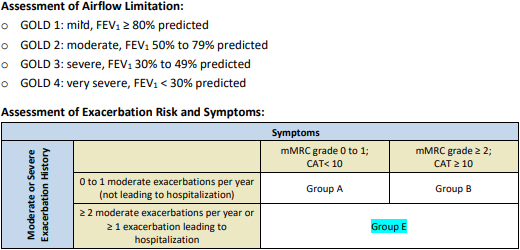 Assessment of Airflow Limitation:
o GOLD 1: mild, FEV₁ ≥ 80% predicted
o GOLD 2: moderate, FEV₁ 50% to 79% predicted
o GOLD 3: severe, FEV₁ 30% to 49% predicted
o GOLD 4: very severe, FEV₁ < 30% predicted
Assessment of Exacerbation Risk and Symptoms:
Symptoms
Moderate or Severe
Exacerbation History
mMRC grade 0 to 1;
CAT< 10
mMRC grade ≥ 2;
CAT ≥ 10
0 to 1 moderate exacerbations per year
(not leading to hospitalization)
Group A
Group B
≥ 2 moderate exacerbations per year or
≥ 1 exacerbation leading to
hospitalization
Group E